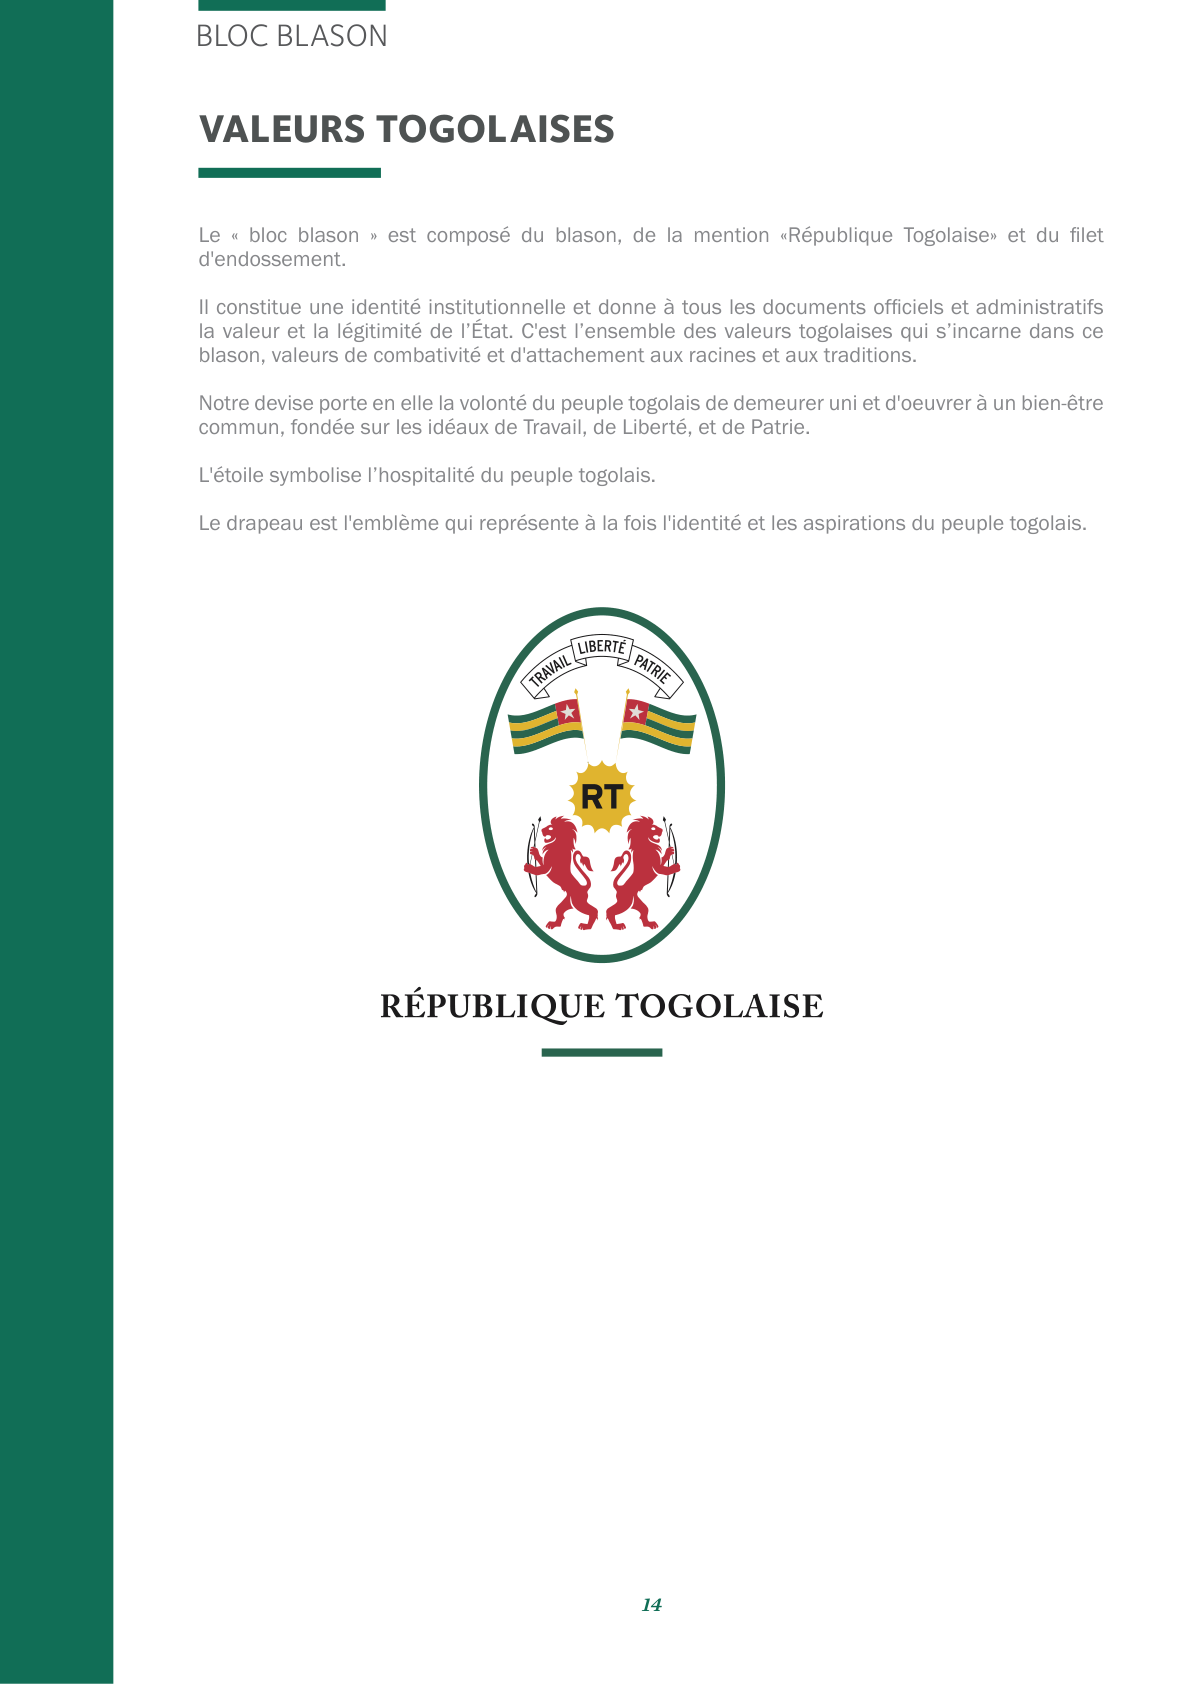 BLOC BLASON
VALEURS TOGOLAISES
Le « bloc blason » est composé du blason, de la mention «République Togolaise» et du filet
d'endossement.
Il constitue une identité institutionnelle et donne à tous les documents officiels et administratifs
la valeur et la légitimité de l’État. C'est l’ensemble des valeurs togolaises qui s’incarne dans ce
blason, valeurs de combativité et d'attachement aux racines et aux traditions.
Notre devise porte en elle la volonté du peuple togolais de demeurer uni et d'oeuvrer à un bien-être
commun, fondée sur les idéaux de Travail, de Liberté, et de Patrie.
L'étoile symbolise l’hospitalité du peuple togolais.
Le drapeau est l'emblème qui représente à la fois l'identité et les aspirations du peuple togolais.
TRAVAIL LIBERTÉ PATRIE
RT
RÉPUBLIQUE TOGOLAISE
14